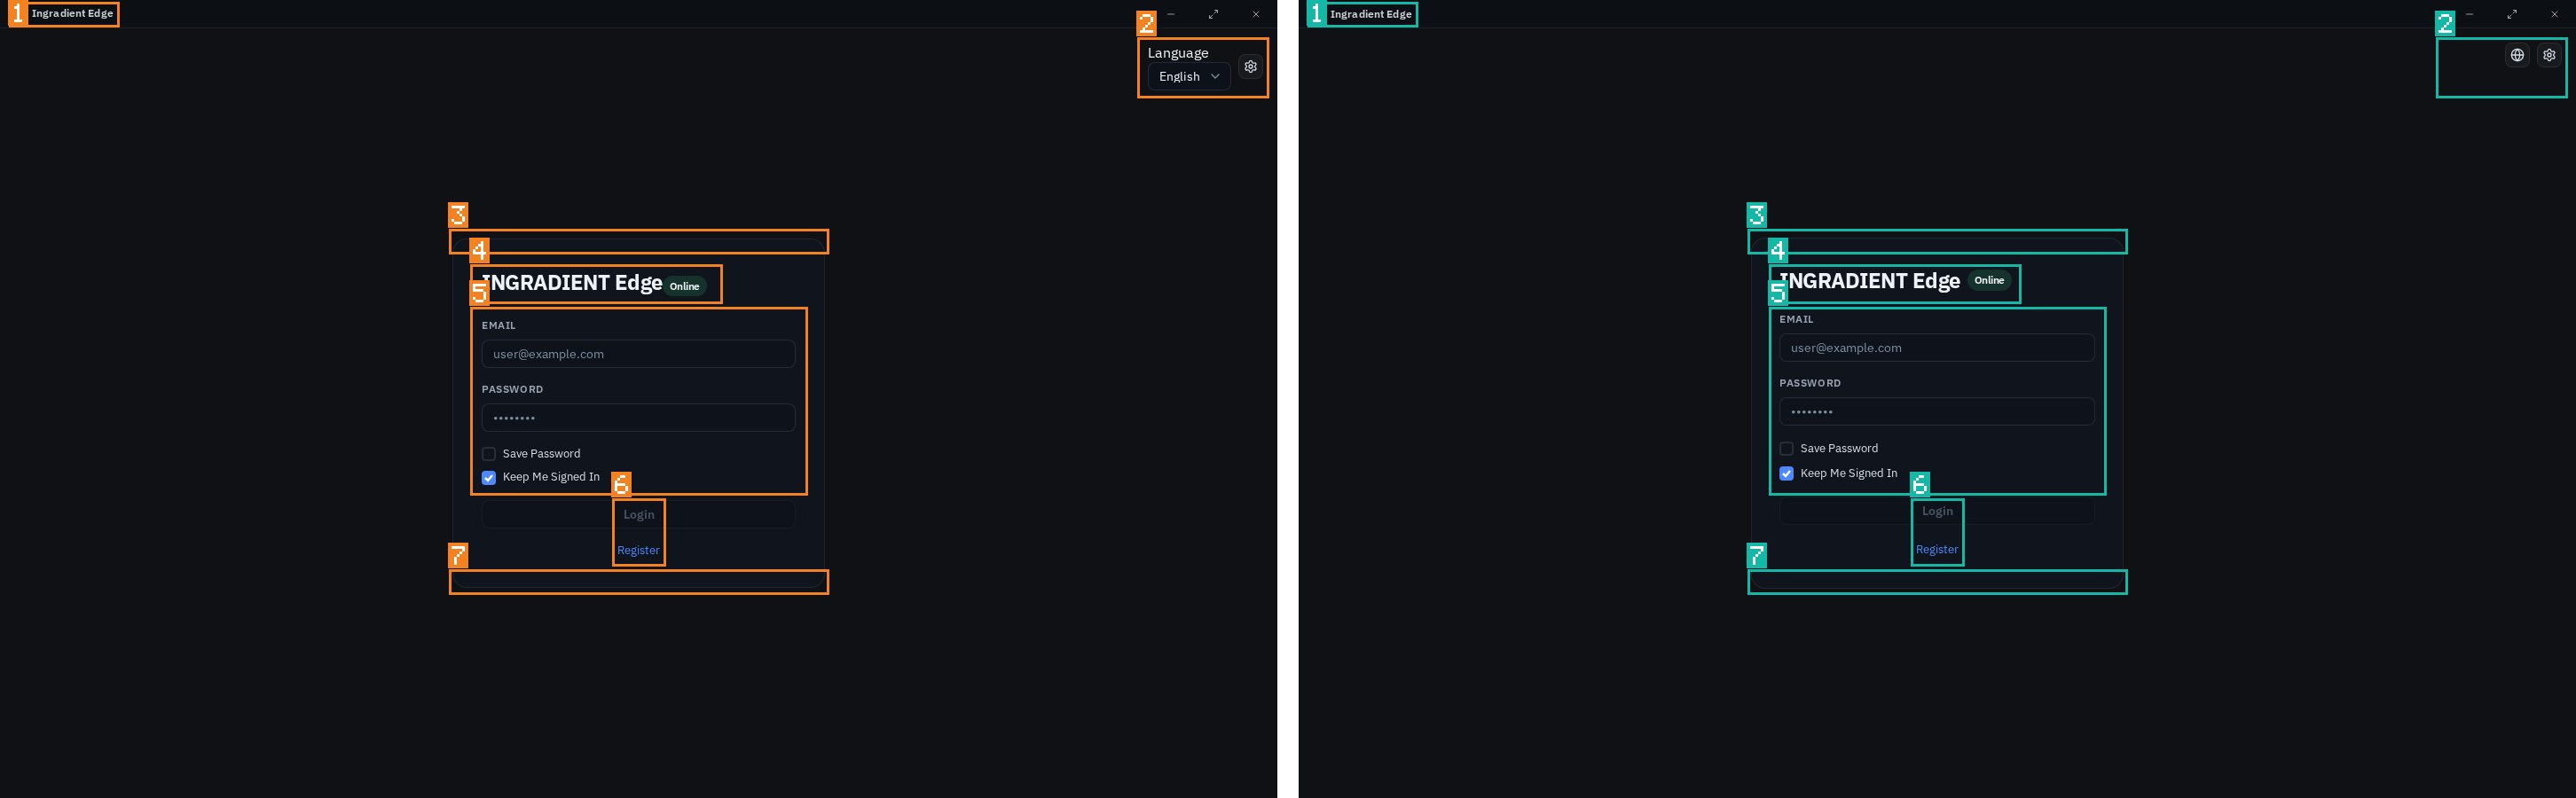 1 Ingradient Edge
2
Language
English
3
4
INGRADIENT Edge Online
5
EMAIL
user@example.com
PASSWORD
••••••••
Save Password
Keep Me Signed In
6
Login
Register
7
1 Ingradient Edge
2
3
4
INGRADIENT Edge Online
5
EMAIL
user@example.com
PASSWORD
••••••••
Save Password
Keep Me Signed In
6
Login
Register
7